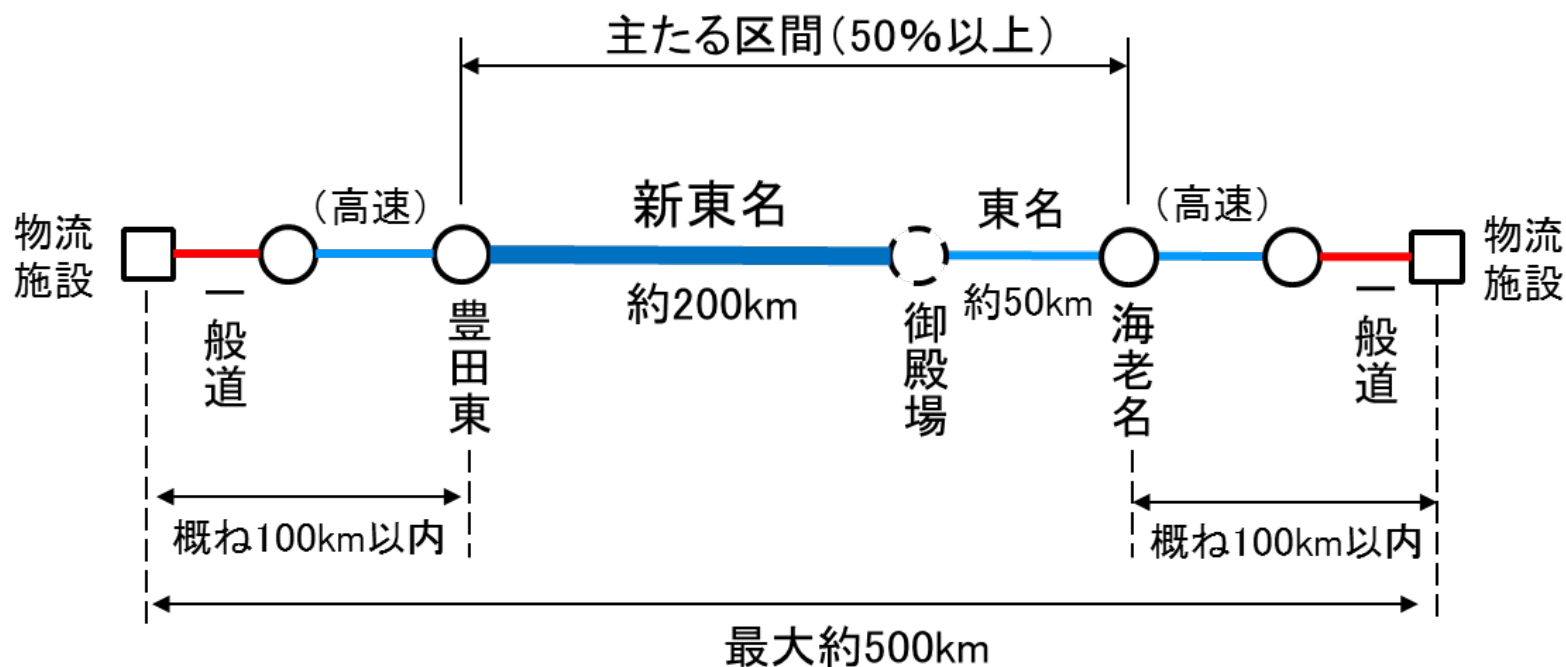 主たる区間(50%以上)
(高速)
新東名
東名
(高速)
物流
施設
物流
施設
約200km
約50km
一般道
豊田東
御殿場
海老名
一般道
概ね100km以内
概ね100km以内
最大約500km